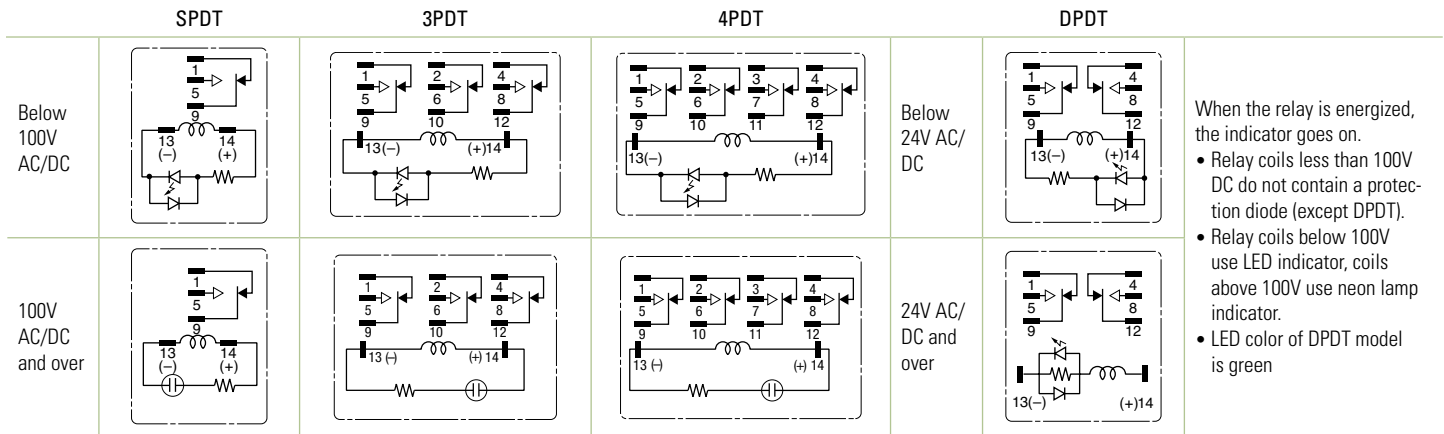 SPDT 3PDT 4PDT DPDT
Below
100V
AC/DC
1
5
9
13 14
(–) (+)
1 2 4
5 6 8
9 10 12
13(–) (+)14
1 2 3 4
5 6 7 8
9 10 11 12
13(–) (+)14
Below
24V AC/
DC
1 4
5 8
9 12
13(–) (+)14
100V
AC/DC
and over
1
5
9
13 14
(–) (+)
1 2 4
5 6 8
9 10 12
13 (–) (+) 14
1 2 3 4
5 6 7 8
9 10 11 12
13 (–) (+) 14
24V AC/
DC and
over
1 4
5 8
9 12
13(–) (+)14
When the relay is energized,
the indicator goes on.
• Relay coils less than 100V
DC do not contain a protec-
tion diode (except DPDT).
• Relay coils below 100V
use LED indicator, coils
above 100V use neon lamp
indicator.
• LED color of DPDT model
is green